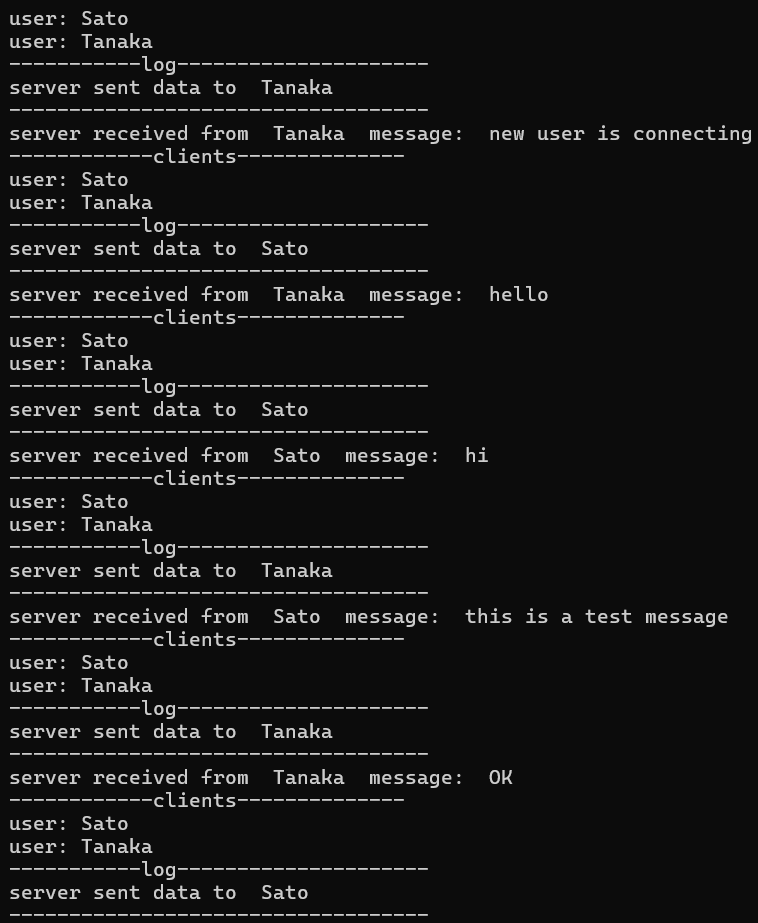 user: Sato
user: Tanaka
-----------log---------------------
server sent data to  Tanaka
-----------------------------------
server received from  Tanaka  message:  new user is connecting
------------clients--------------
user: Sato
user: Tanaka
-----------log---------------------
server sent data to  Sato
-----------------------------------
server received from  Tanaka  message:  hello
------------clients--------------
user: Sato
user: Tanaka
-----------log---------------------
server sent data to  Sato
-----------------------------------
server received from  Sato  message:  hi
------------clients--------------
user: Sato
user: Tanaka
-----------log---------------------
server sent data to  Tanaka
-----------------------------------
server received from  Sato  message:  this is a test message
------------clients--------------
user: Sato
user: Tanaka
-----------log---------------------
server sent data to  Tanaka
-----------------------------------
server received from  Tanaka  message:  OK
------------clients--------------
user: Sato
user: Tanaka
-----------log---------------------
server sent data to  Sato
-----------------------------------